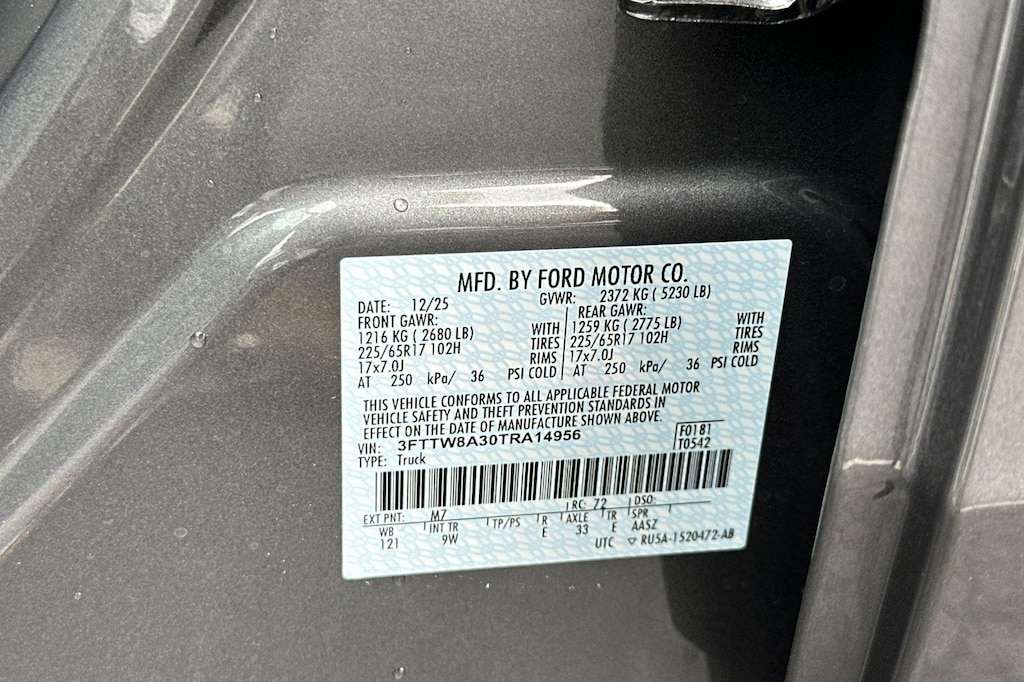 MFD. BY FORD MOTOR CO.
DATE: 12/25 GVWR: 2372 KG ( 5230 LB)
FRONT GAWR: REAR GAWR:
1216 KG ( 2680 LB) WITH 1259 KG ( 2775 LB) WITH
225/65R17 102H TIRES 225/65R17 102H TIRES
17x7.0J RIMS 17x7.0J RIMS
AT 250 kPa/ 36 PSI COLD AT 250 kPa/ 36 PSI COLD
THIS VEHICLE CONFORMS TO ALL APPLICABLE FEDERAL MOTOR
VEHICLE SAFETY AND THEFT PREVENTION STANDARDS IN
EFFECT ON THE DATE OF MANUFACTURE SHOWN ABOVE.
VIN: 3FTTW8A30TRA14956 F0181
TYPE: Truck T0542
EXT PNT: M7 RC: 72 DSO:
WB INT TR TP/PS R AXLE TR SPR
121 9W E 33 E AASZ
UTC ▽ RU5A-1520472-AB